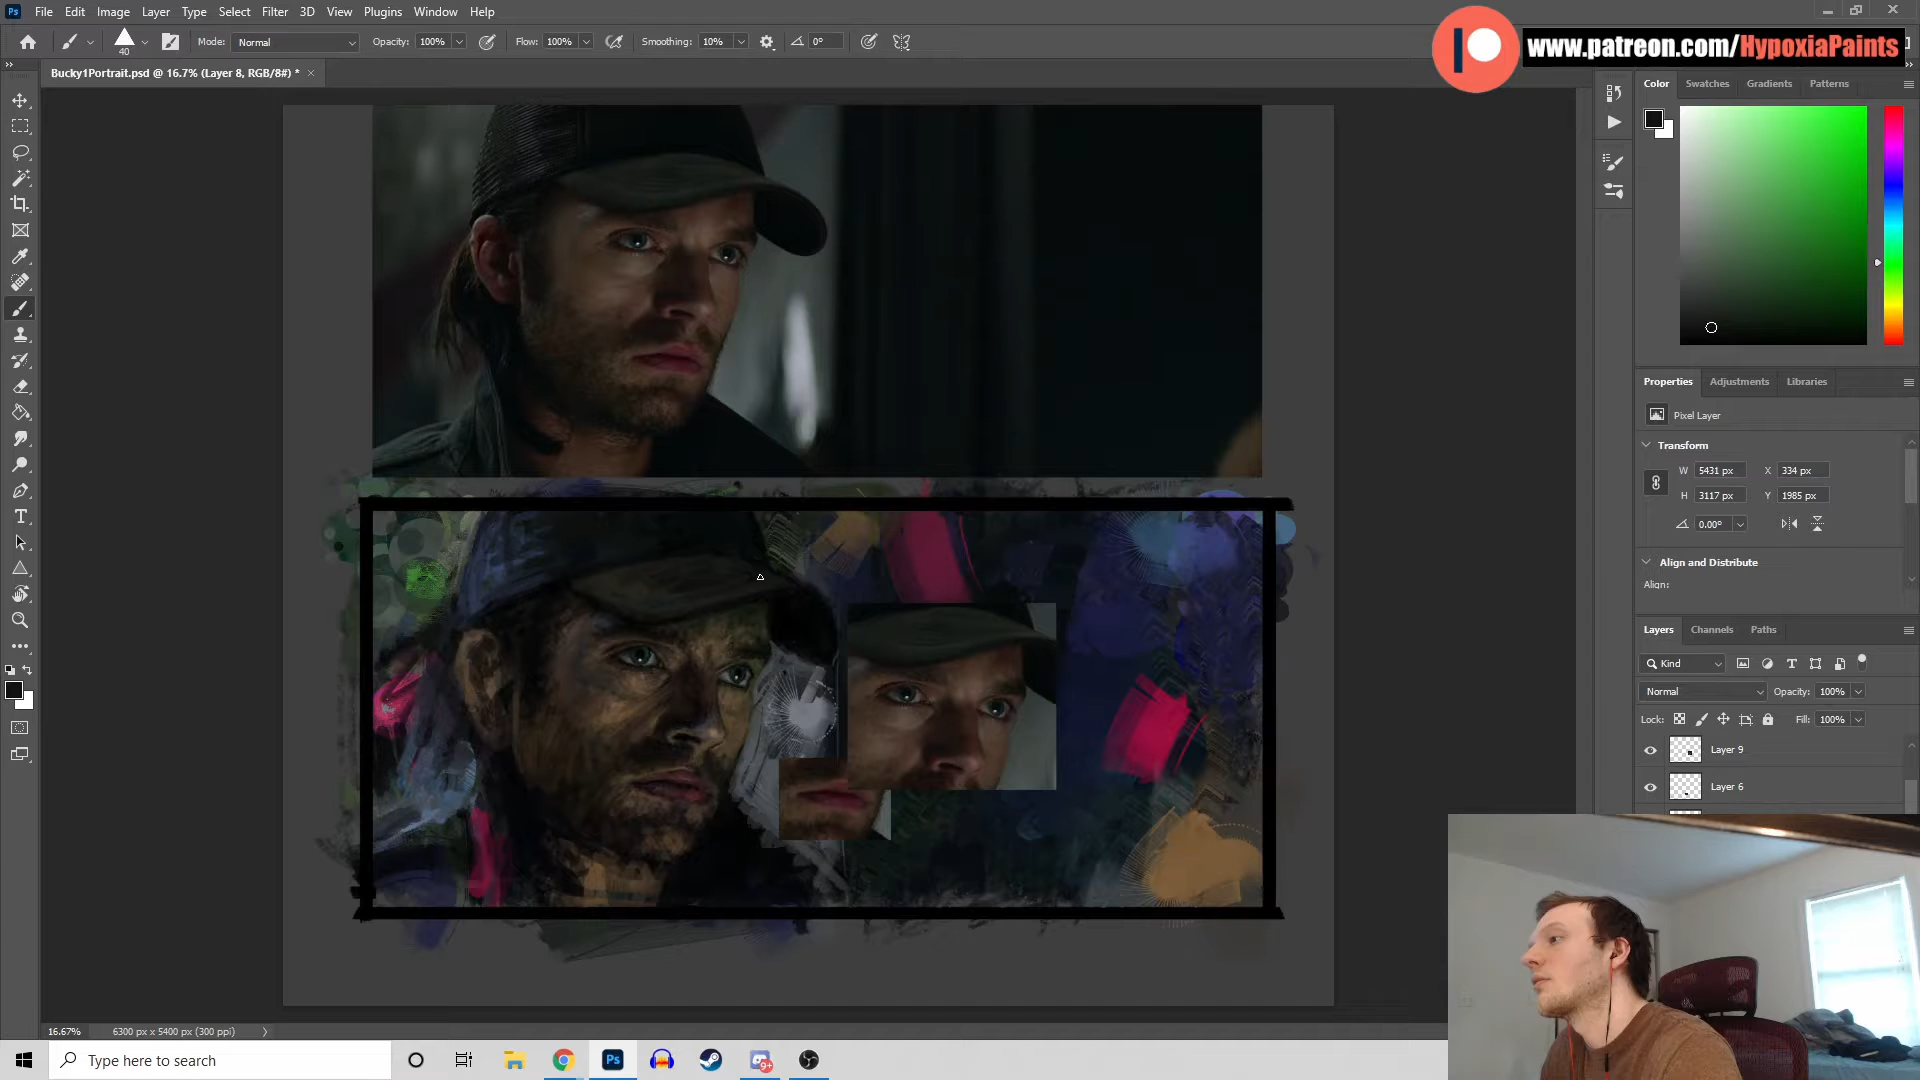 Ps File Edit Image Layer Type Select Filter 3D View Plugins Window Help
40 Mode: Normal Opacity: 100% Flow: 100% Smoothing: 10% 0°
www.patreon.com/HypoxiaPaints
Bucky1Portrait.psd @ 16.7% (Layer 8, RGB/8#) * ×
Color Swatches Gradients Patterns
Properties Adjustments Libraries
Pixel Layer
Transform
W 5431 px X 334 px
H 3117 px Y 1985 px
0.00°
Align and Distribute
Align:
Layers Channels Paths
Kind
Normal Opacity: 100%
Lock: Fill: 100%
Layer 9
Layer 6
16.67% 6300 px x 5400 px (300 ppi)
Type here to search
Ps
9+